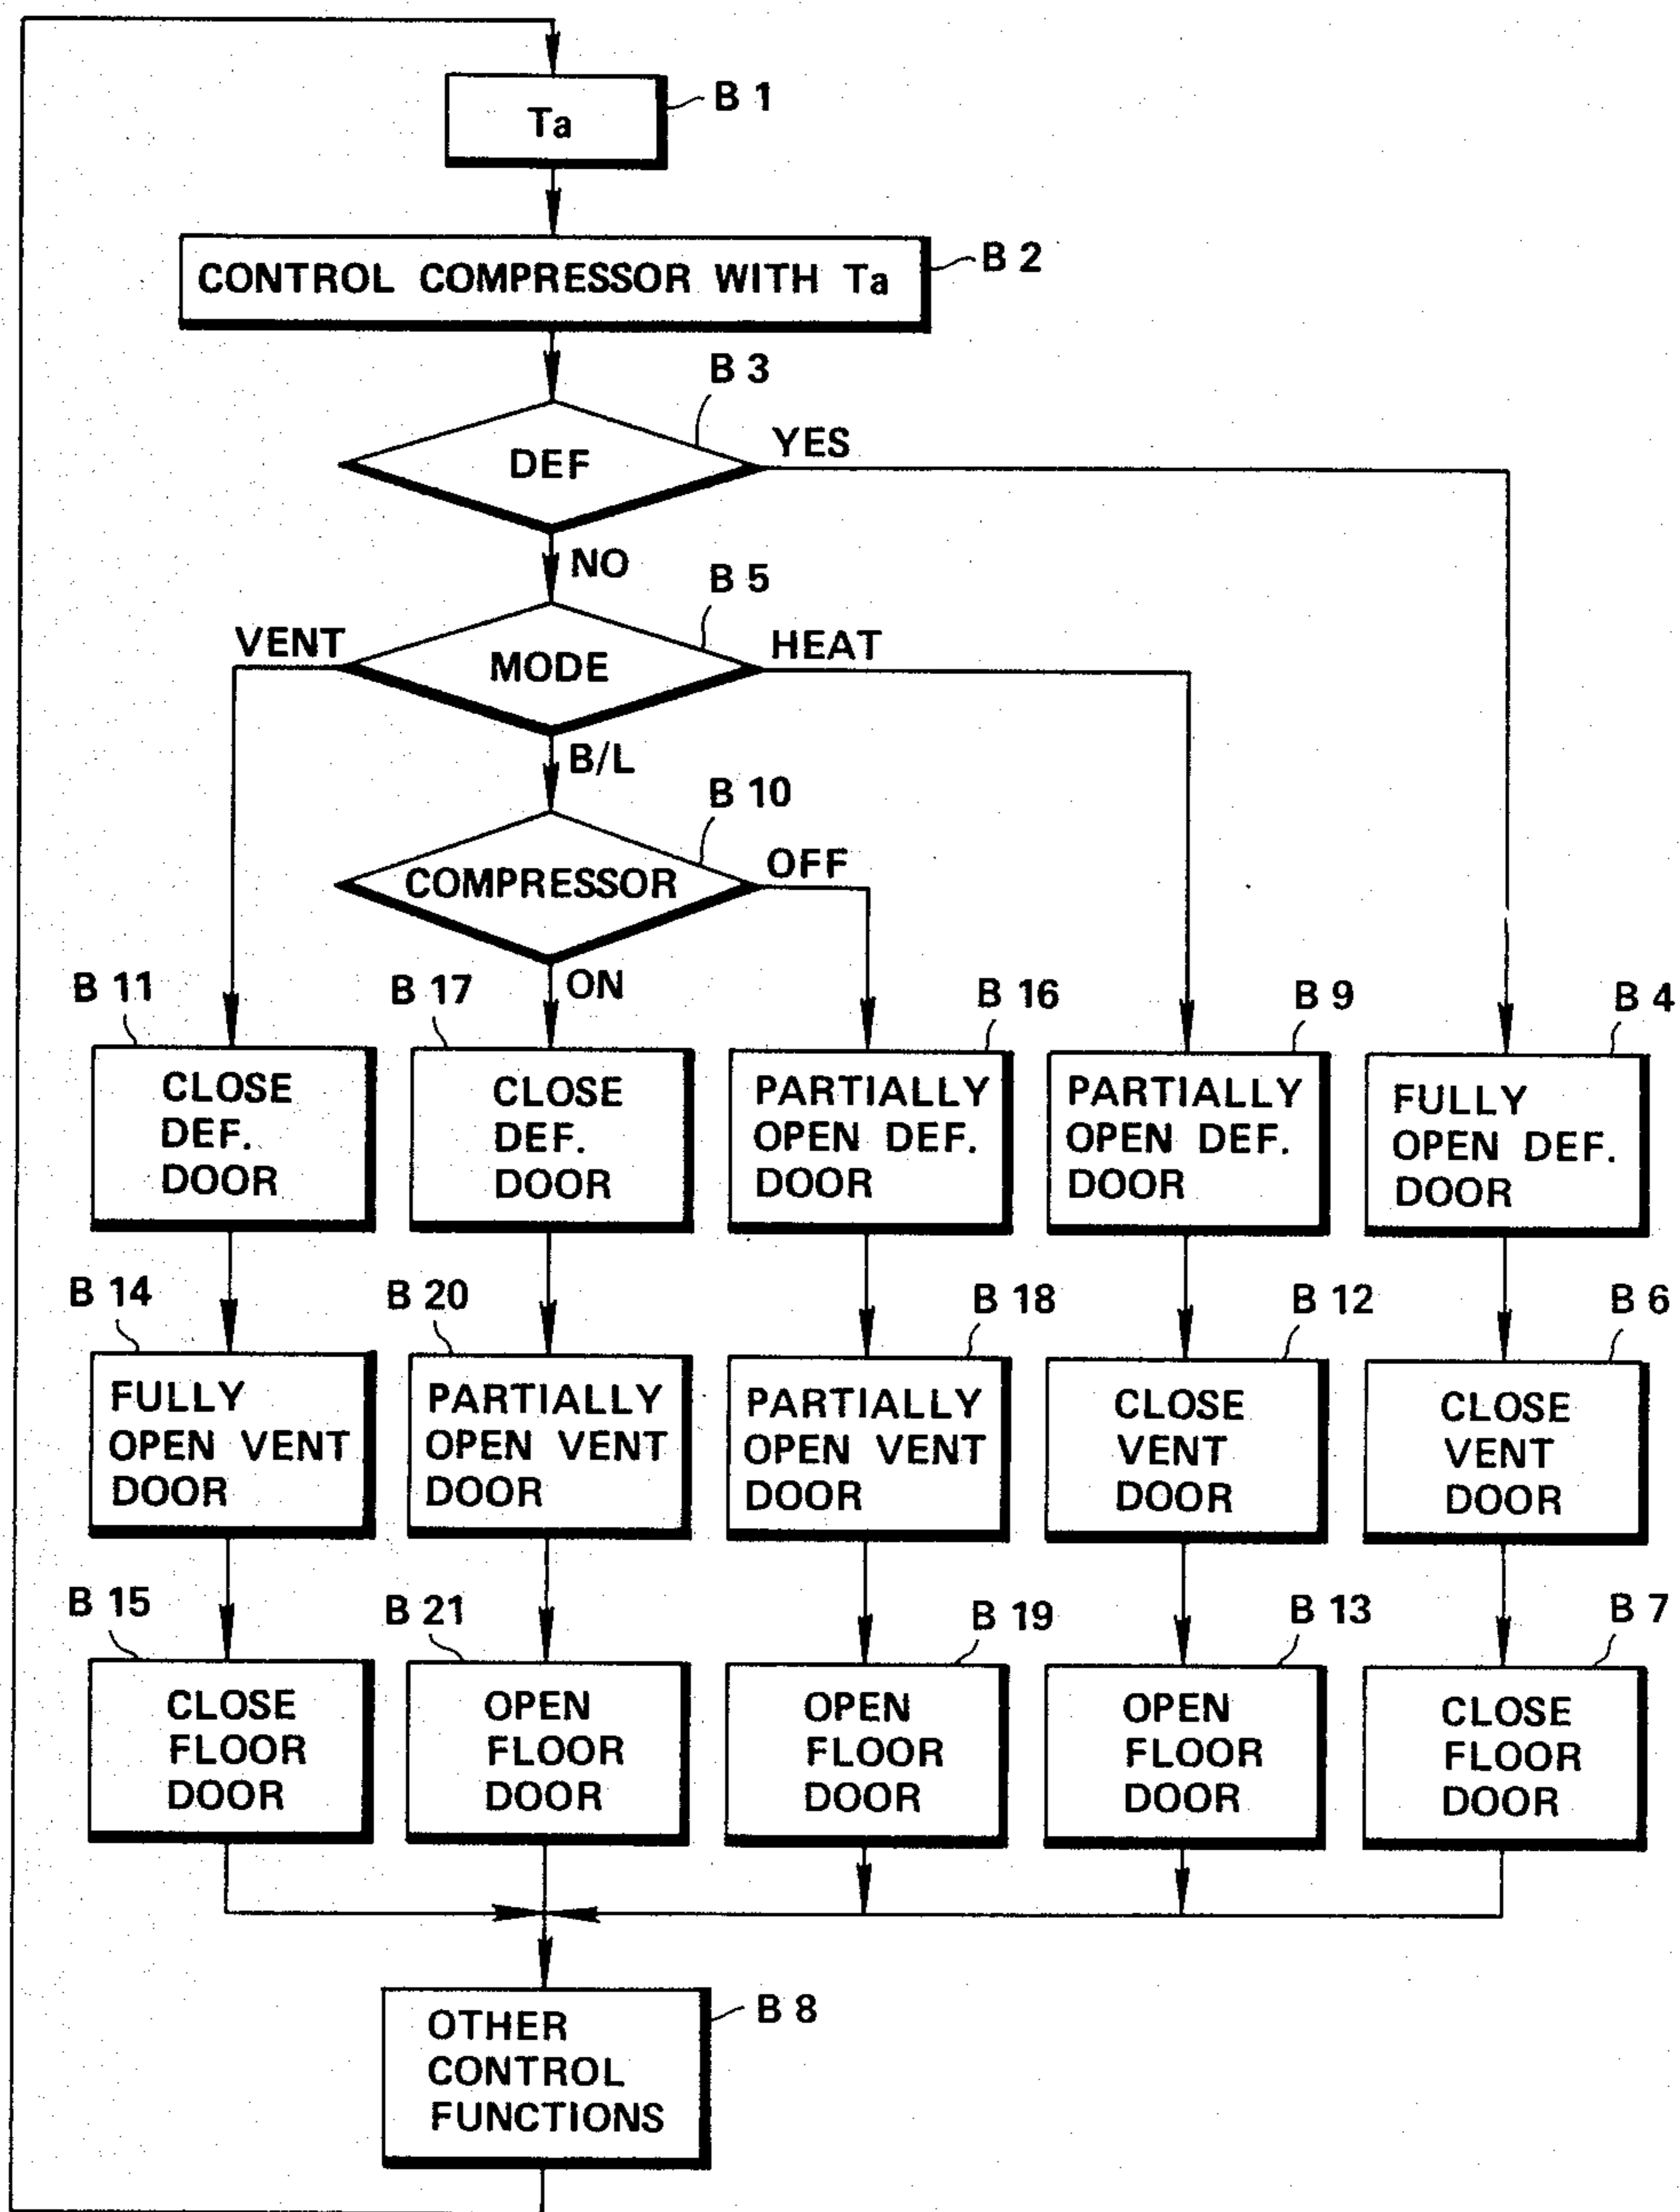 B 1
Ta
B 2
CONTROL COMPRESSOR WITH Ta
B 3
DEF
YES
NO
B 5
VENT
MODE
HEAT
B/L
B 10
COMPRESSOR
OFF
ON
B 11
CLOSE
DEF.
DOOR
B 17
CLOSE
DEF.
DOOR
B 16
PARTIALLY
OPEN DEF.
DOOR
B 9
PARTIALLY
OPEN DEF.
DOOR
B 4
FULLY
OPEN DEF.
DOOR
B 14
FULLY
OPEN VENT
DOOR
B 20
PARTIALLY
OPEN VENT
DOOR
B 18
PARTIALLY
OPEN VENT
DOOR
B 12
CLOSE
VENT
DOOR
B 6
CLOSE
VENT
DOOR
B 15
CLOSE
FLOOR
DOOR
B 21
OPEN
FLOOR
DOOR
B 19
OPEN
FLOOR
DOOR
B 13
OPEN
FLOOR
DOOR
B 7
CLOSE
FLOOR
DOOR
B 8
OTHER
CONTROL
FUNCTIONS